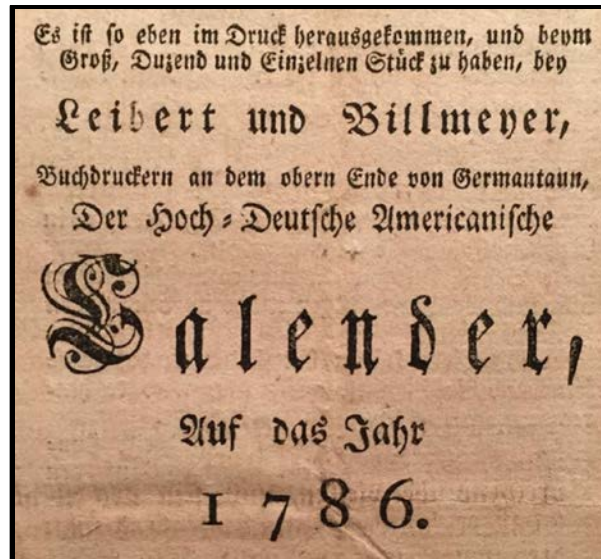 Es ist so eben im Druck herausgekommen, und beym
Groß, Duzend und Einzelnen Stück zu haben, bey
Leibert und Billmeyer,
Buchdruckern an dem obern Ende von Germantaun,
Der Hoch-Deutsche Americanische
Calender,
Auf das Jahr
1786.